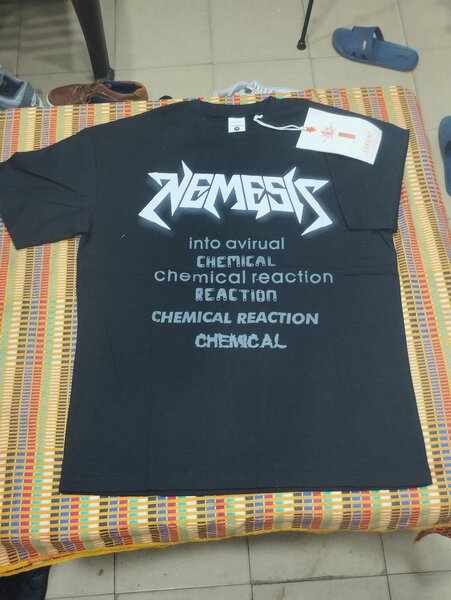 NEMESIS
into avirual
CHEMICAL
chemical reaction
REACTION
CHEMICAL REACTION
CHEMICAL